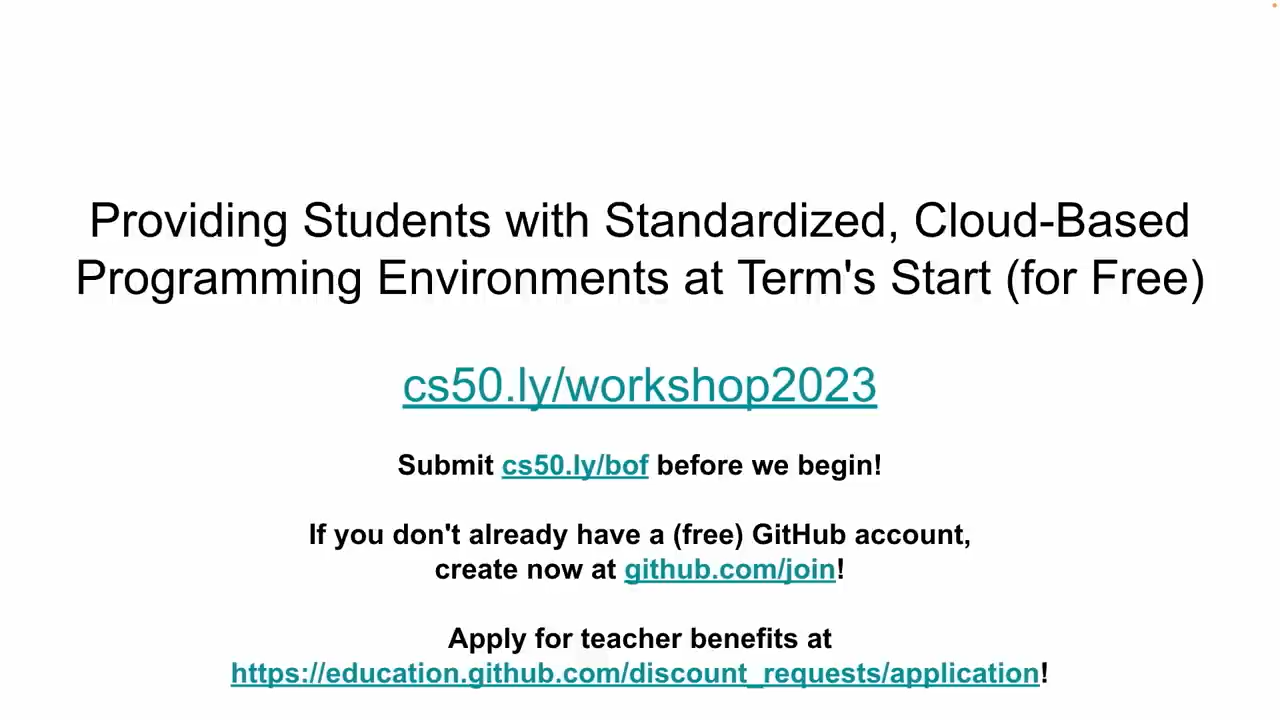 Providing Students with Standardized, Cloud-Based
Programming Environments at Term's Start (for Free)
cs50.ly/workshop2023
Submit cs50.ly/bof before we begin!
If you don't already have a (free) GitHub account,
create now at github.com/join!
Apply for teacher benefits at
https://education.github.com/discount_requests/application!